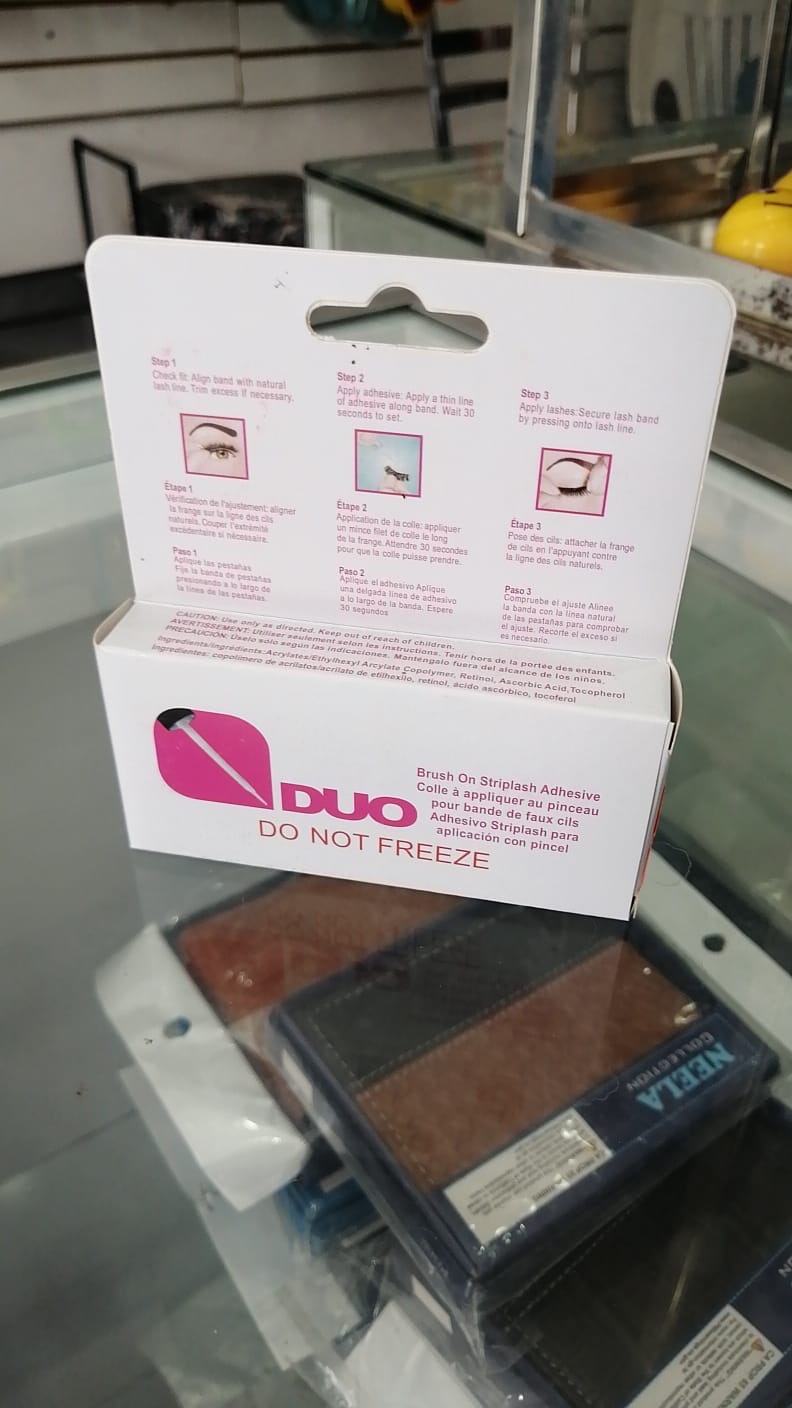 Step 1
Check fit: Align band with natural
lash line. Trim excess if necessary.
Étape 1
Vérification de l'ajustement: aligner
la frange sur la ligne des cils
naturels. Couper l'extrémité
excédentaire si nécessaire.
Paso 1
Aplique las pestañas
Fije la banda de pestañas
presionando a lo largo de
la línea de las pestañas.
Step 2
Apply adhesive: Apply a thin line
of adhesive along band. Wait 30
seconds to set.
Étape 2
Application de la colle: appliquer
un mince filet de colle le long
de la frange. Attendre 30 secondes
pour que la colle puisse prendre.
Paso 2
Aplique el adhesivo Aplique
una delgada línea de adhesivo
a lo largo de la banda. Espere
30 segundos
Step 3
Apply lashes:Secure lash band
by pressing onto lash line.
Étape 3
Pose des cils: attacher la frange
de cils en l'appuyant contre
la ligne des cils naturels.
Paso 3
Compruebe el ajuste Alinee
la banda con la línea natural
de las pestañas para comprobar
el ajuste. Recorte el exceso si
es necesario.
CAUTION: Use only as directed. Keep out of reach of children.
AVERTISSEMENT: Utiliser seulement selon les instructions. Tenir hors de la portée des enfants.
PRECAUCIÓN: Úselo sólo según las indicaciones. Manténgalo fuera del alcance de los niños.
Ingredients/ingrédients:Acrylates/Ethylhexyl Arcylate Copolymer, Retinol, Ascorbic Acid,Tocopherol
Ingredientes: copolímero de acrilatos/acrilato de etilhexilo, retinol, ácido ascórbico, tocoferol
DUO
Brush On Striplash Adhesive
Colle à appliquer au pinceau
pour bande de faux cils
Adhesivo Striplash para
aplicación con pincel
DO NOT FREEZE
NEELA
COLLECTION